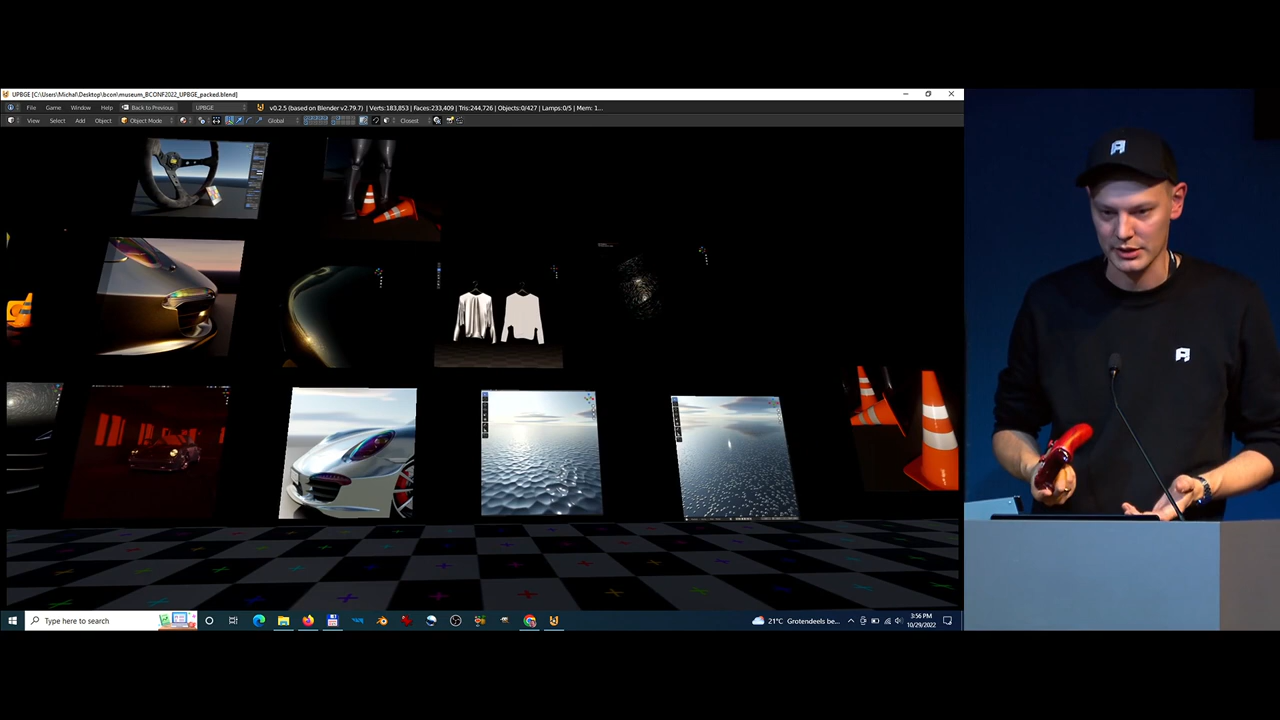 UPBGE [C:\Users\Michal\Desktop\bcon\museum_BCONF2022_UPBGE_packed.blend]
File Game Window Help Back to Previous UPBGE v0.2.5 (based on Blender v2.79.7) | Verts:183,853 | Faces:233,409 | Tris:244,726 | Objects:0/427 | Lamps:0/5 | Mem: 1...
View Select Add Object Object Mode Global Closest
Type here to search
21°C Grotendeels be...
3:56 PM
10/29/2022